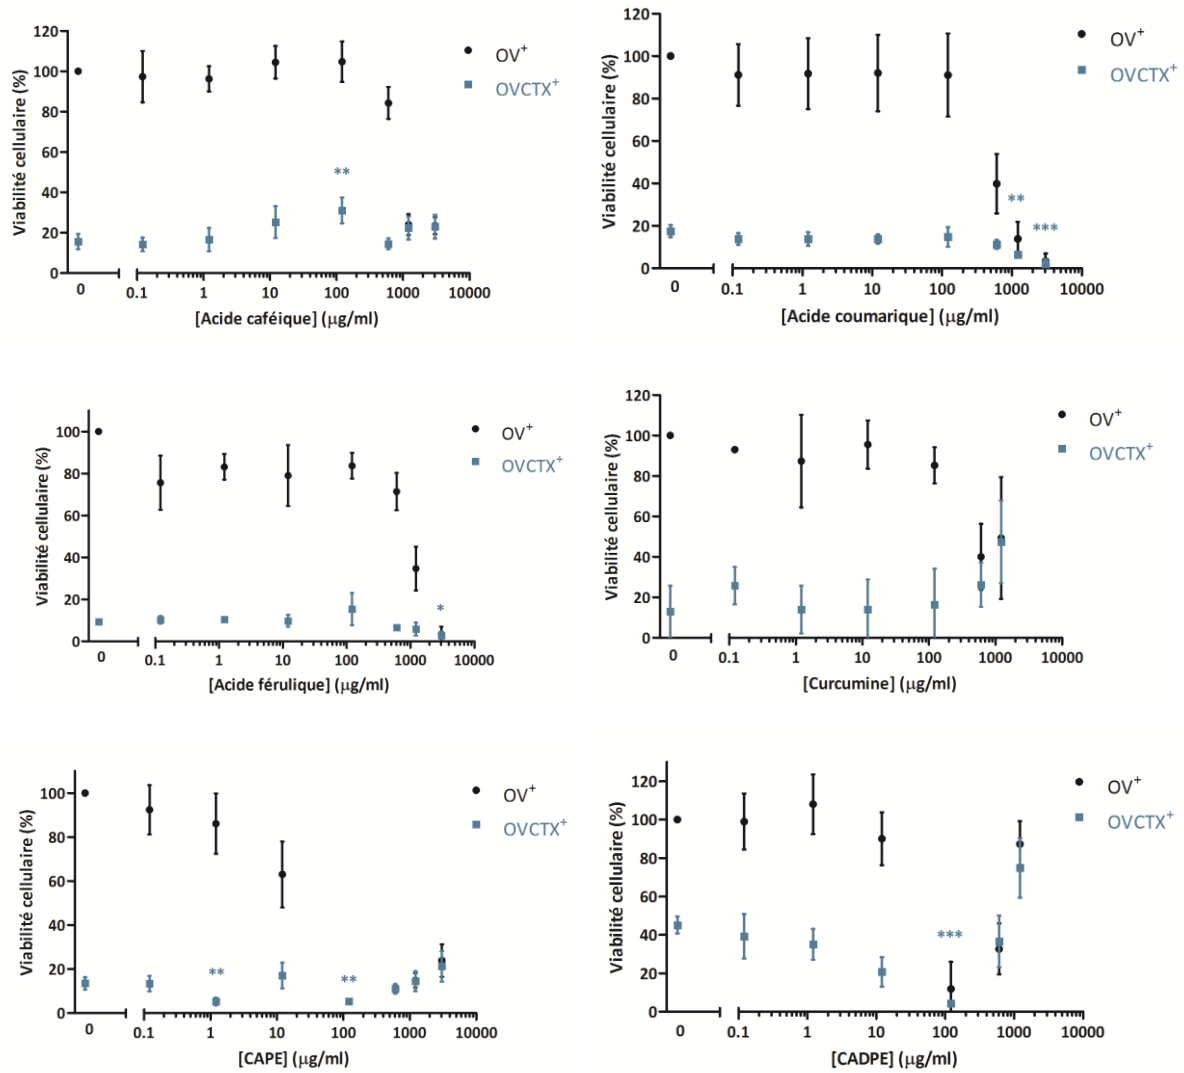 120
100
80
60
40
20
0
Viabilité cellulaire (%)
OV+
OVCTX+
**
0 0.1 1 10 100 1000 10000
[Acide caféique] (µg/ml)
120
100
80
60
40
20
0
Viabilité cellulaire (%)
OV+
OVCTX+
**
***
0 0.1 1 10 100 1000 10000
[Acide coumarique] (µg/ml)
100
80
60
40
20
0
Viabilité cellulaire (%)
OV+
OVCTX+
*
0 0.1 1 10 100 1000 10000
[Acide férulique] (µg/ml)
120
100
80
60
40
20
0
Viabilité cellulaire (%)
OV+
OVCTX+
0 0.1 1 10 100 1000 10000
[Curcumine] (µg/ml)
100
80
60
40
20
0
Viabilité cellulaire (%)
OV+
OVCTX+
** **
0 0.1 1 10 100 1000 10000
[CAPE] (µg/ml)
120
100
80
60
40
20
0
Viabilité cellulaire (%)
OV+
OVCTX+
***
0 0.1 1 10 100 1000 10000
[CADPE] (µg/ml)